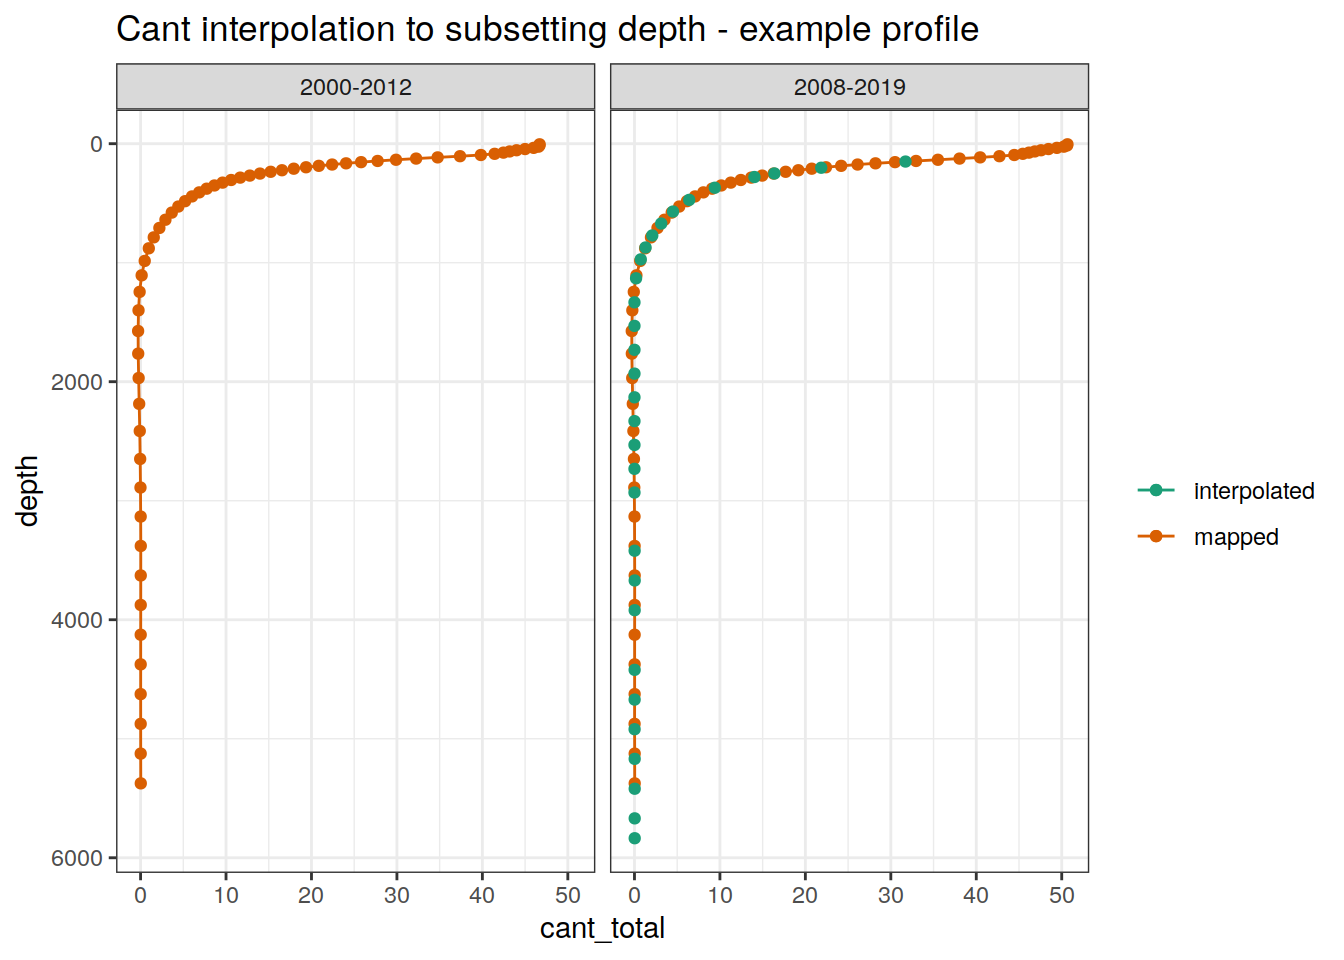 Cant interpolation to subsetting depth - example profile
2000-2012
2008-2019
0
2000
4000
6000
depth
0 10 20 30 40 50
0 10 20 30 40 50
cant_total
interpolated
mapped